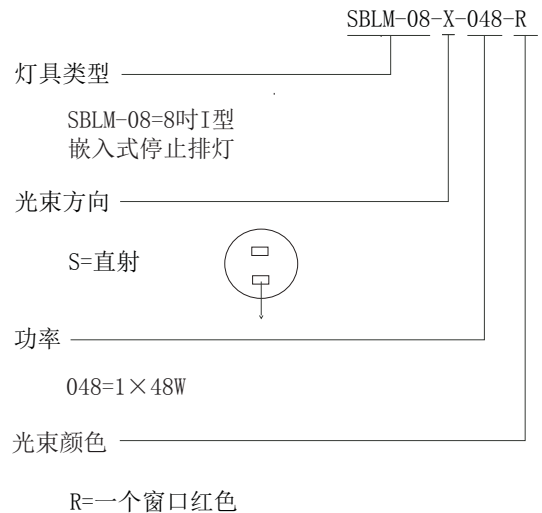 SBLM-08-X-048-R
灯具类型
SBLM-08=8吋I型
嵌入式停止排灯
光束方向
S=直射
功率
048=1×48W
光束颜色
R=一个窗口红色